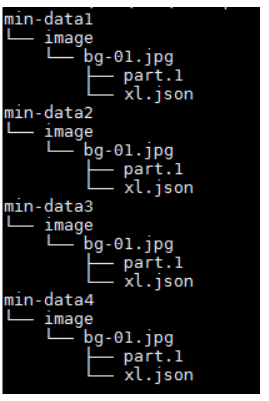 min-data1
└── image
    └── bg-01.jpg
        ├── part.1
        └── xl.json
min-data2
└── image
    └── bg-01.jpg
        ├── part.1
        └── xl.json
min-data3
└── image
    └── bg-01.jpg
        ├── part.1
        └── xl.json
min-data4
└── image
    └── bg-01.jpg
        ├── part.1
        └── xl.json